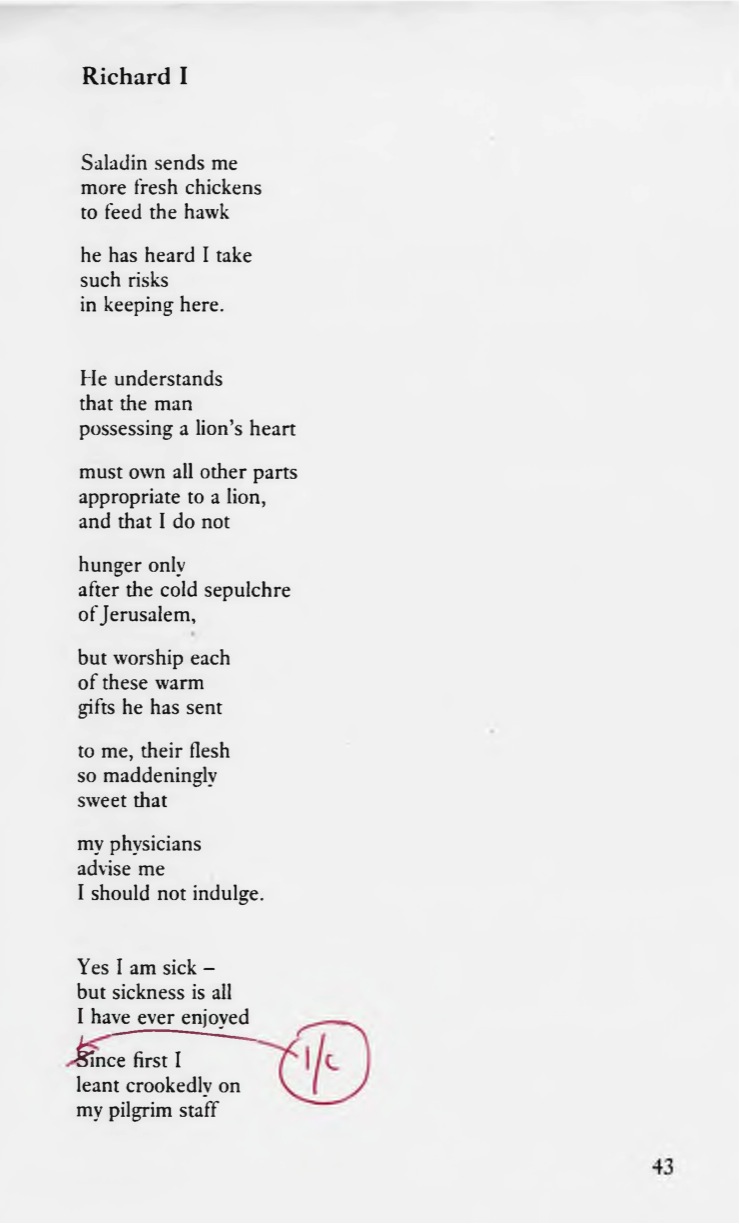 Richard I
Saladin sends me
more fresh chickens
to feed the hawk
he has heard I take
such risks
in keeping here.
He understands
that the man
possessing a lion's heart
must own all other parts
appropriate to a lion,
and that I do not
hunger only
after the cold sepulchre
of Jerusalem,
but worship each
of these warm
gifts he has sent
to me, their flesh
so maddeningly
sweet that
my physicians
advise me
I should not indulge.
Yes I am sick –
but sickness is all
I have ever enjoyed
Since first I
l/c
leant crookedly on
my pilgrim staff
43